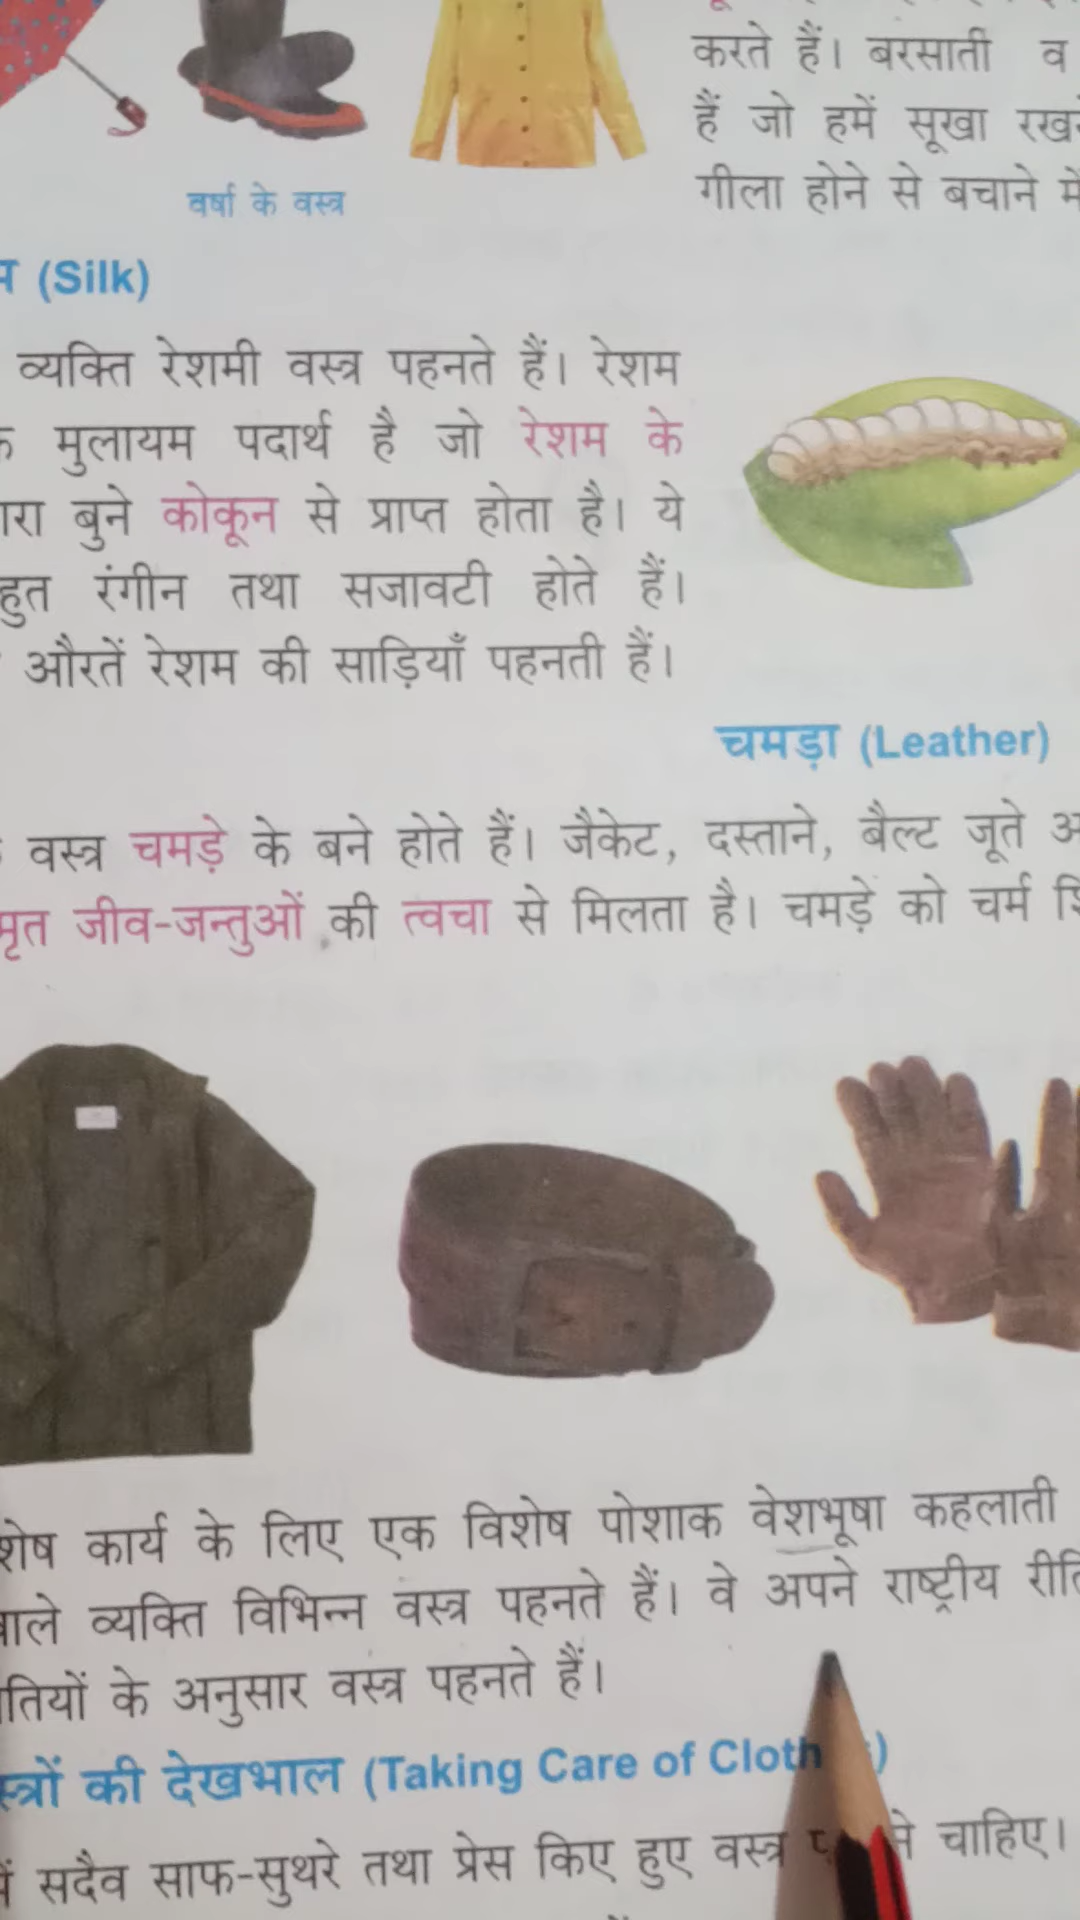 करते हैं। बरसाती व
हैं जो हमें सूखा
गीला होने से बचाने में
वर्षा के वस्त्र
(Silk)
व्यक्ति रेशमी वस्त्र पहनते हैं। रेशम
मुलायम पदार्थ है जो रेशम के
बुने कोकून से प्राप्त होता है। ये
रंगीन तथा सजावटी होते हैं।
औरतें रेशम की साड़ियाँ पहनती हैं।
चमड़ा (Leather)
वस्त्र चमड़े के बने होते हैं। जैकेट, दस्ताने, बैल्ट जूते
मृत जीव-जन्तुओं की त्वचा से मिलता है। चमड़े को चर्म
कार्य के लिए एक विशेष पोशाक वेशभूषा कहलाती
व्यक्ति विभिन्न वस्त्र पहनते हैं। वे अपने राष्ट्रीय
के अनुसार वस्त्र पहनते हैं।
की देखभाल (Taking Care of
सदैव साफ-सुथरे तथा प्रेस किए हुए वस्त्र चाहिए।